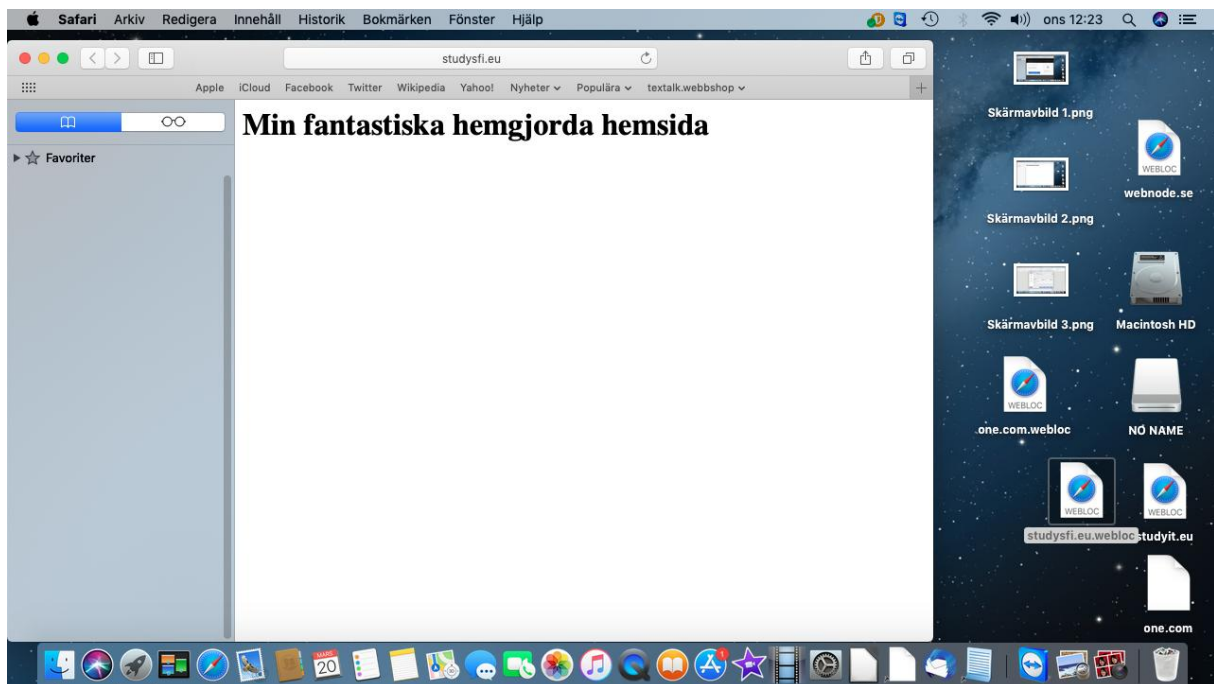 Safari Arkiv Redigera Innehåll Historik Bokmärken Fönster Hjälp ons 12:23
studysfi.eu
Apple iCloud Facebook Twitter Wikipedia Yahoo! Nyheter Populära textalk.webbshop
Favoriter
Min fantastiska hemgjorda hemsida
Skärmavbild 1.png
WEBLOC
webnode.se
Skärmavbild 2.png
Skärmavbild 3.png
Macintosh HD
WEBLOC
one.com.webloc
NO NAME
WEBLOC
WEBLOC
studysfi.eu.webloc
studyit.eu
one.com
MARS
20
1